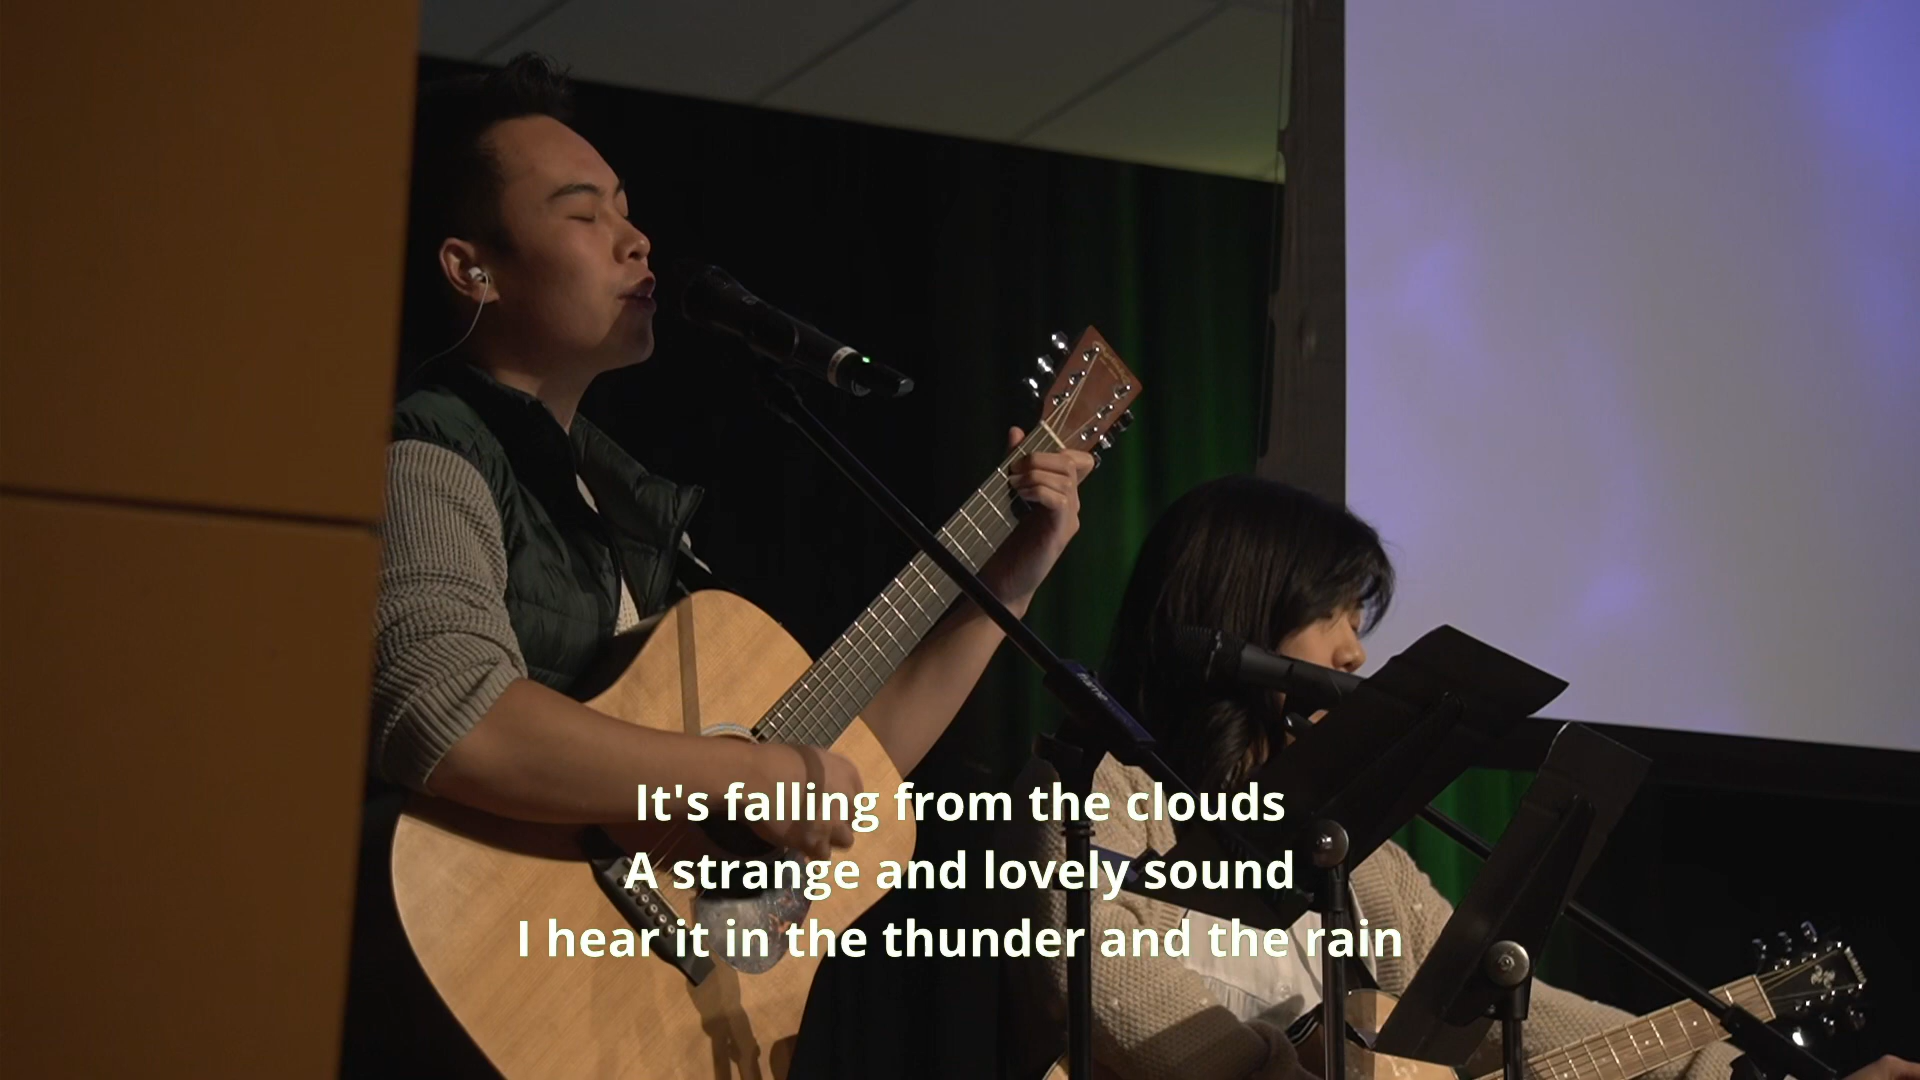 It's falling from the clouds
A strange and lovely sound
I hear it in the thunder and the rain